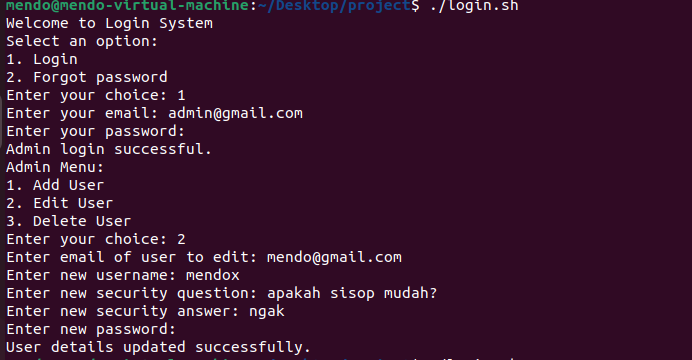 mendo@mendo-virtual-machine:~/Desktop/project$ ./login.sh
Welcome to Login System
Select an option:
1. Login
2. Forgot password
Enter your choice: 1
Enter your email: admin@gmail.com
Enter your password:
Admin login successful.
Admin Menu:
1. Add User
2. Edit User
3. Delete User
Enter your choice: 2
Enter email of user to edit: mendo@gmail.com
Enter new username: mendox
Enter new security question: apakah sisop mudah?
Enter new security answer: ngak
Enter new password:
User details updated successfully.